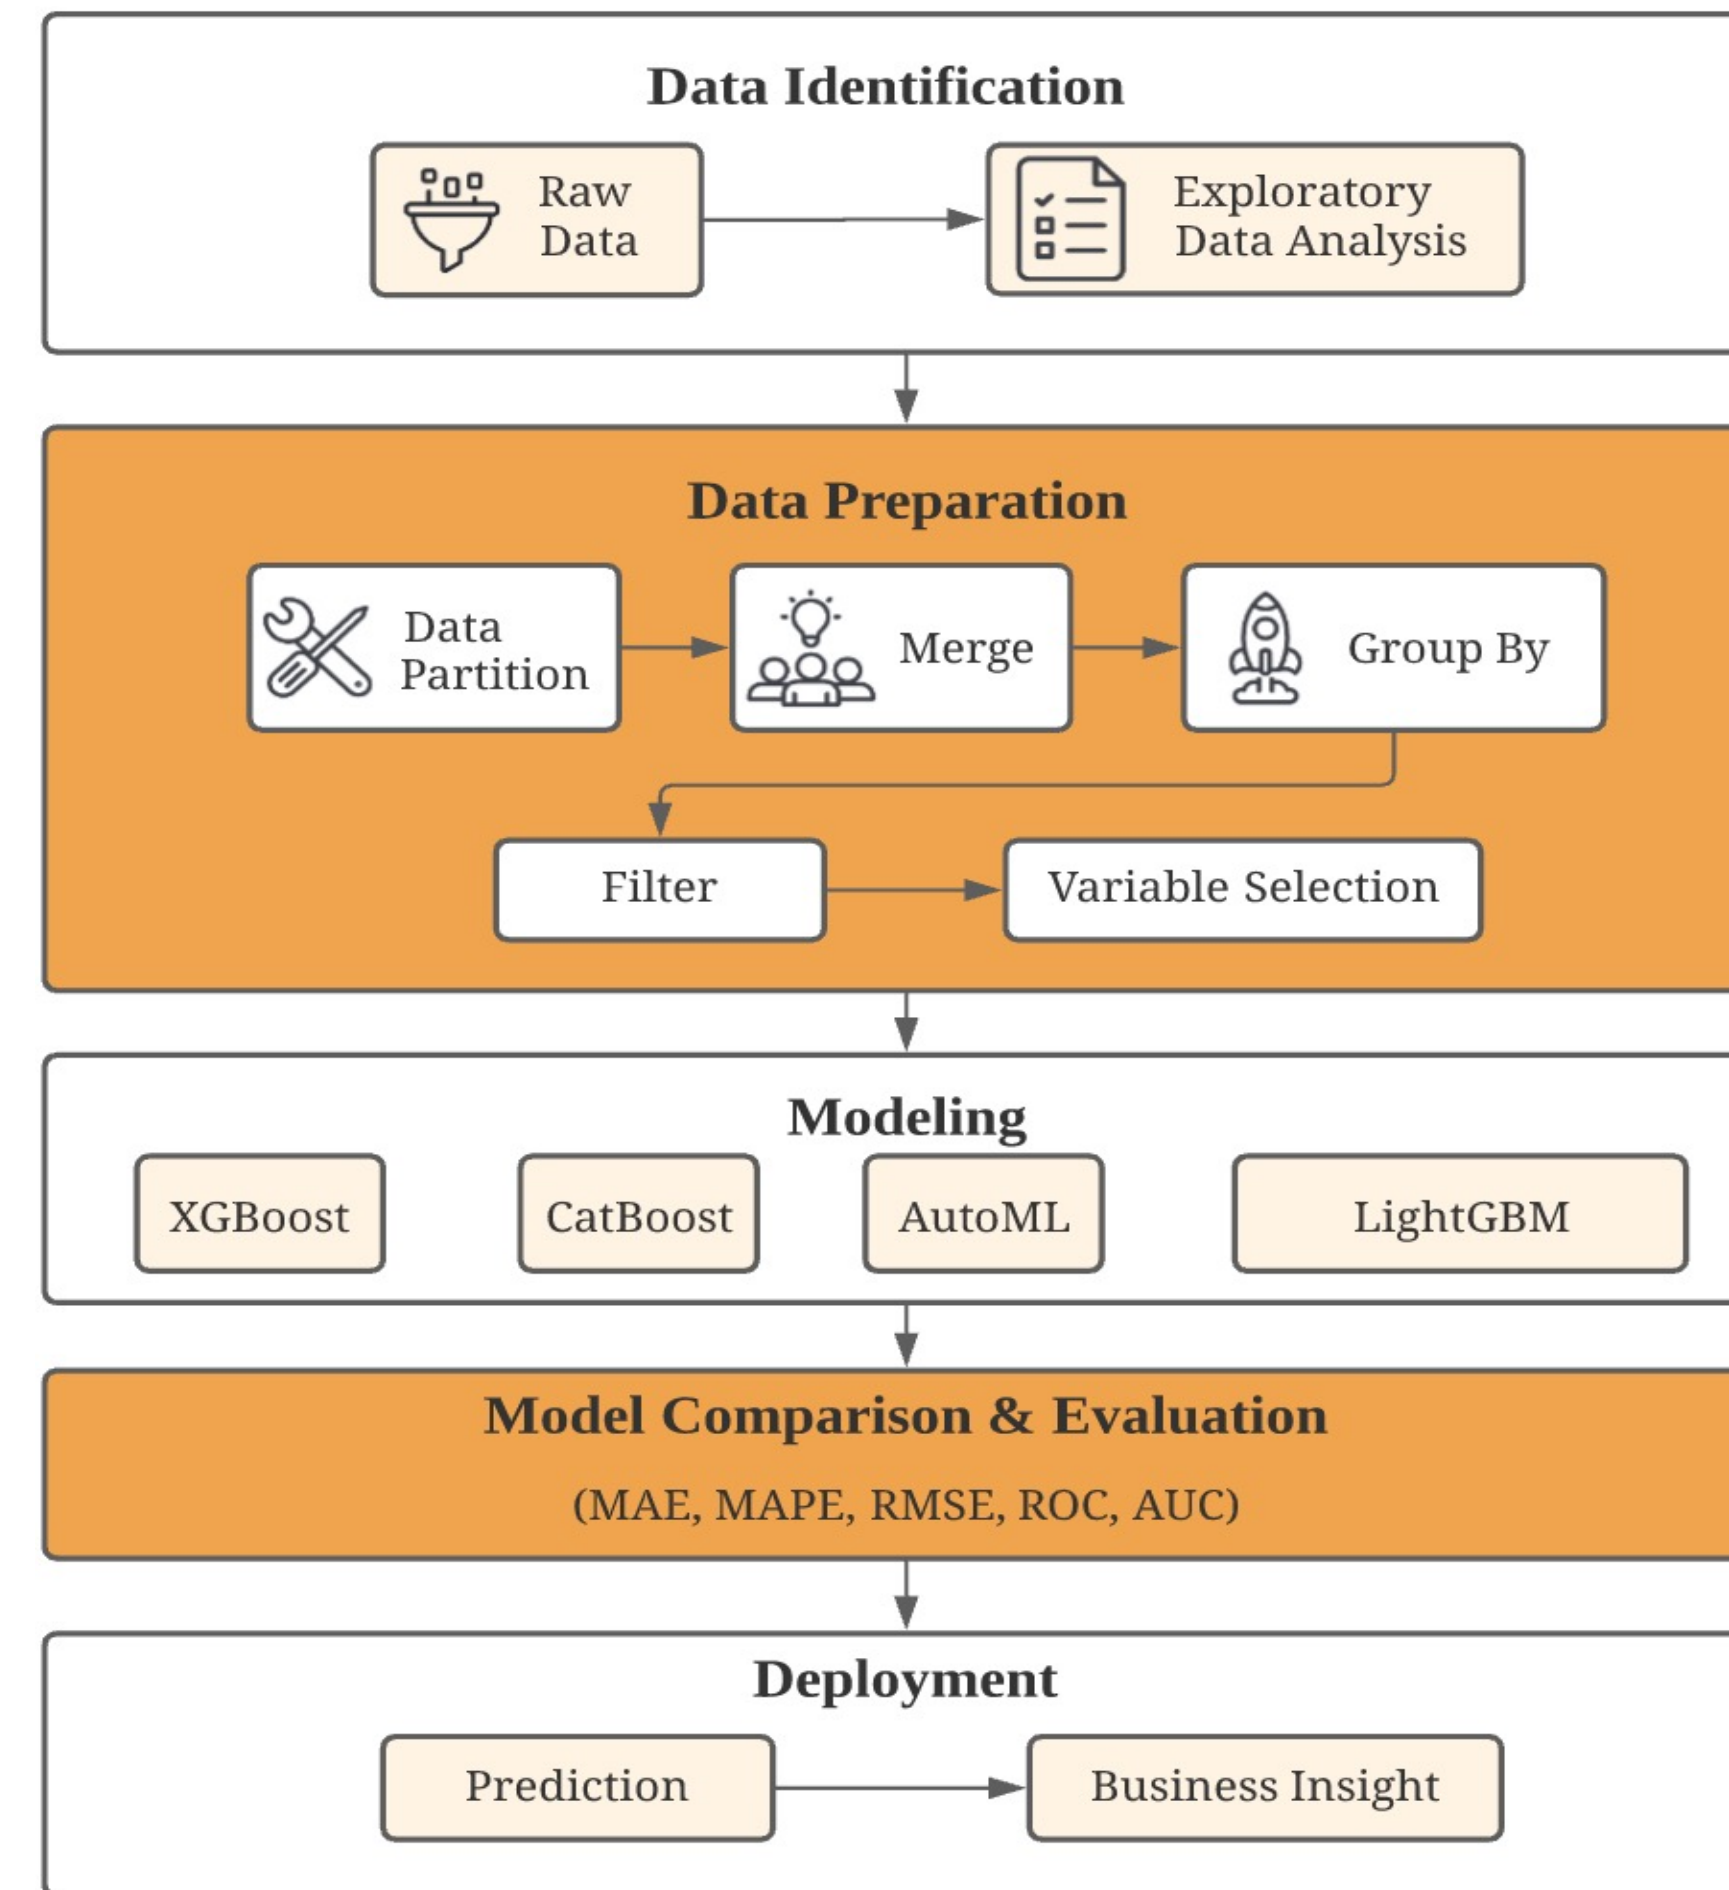 Data Identification
Raw
Data
Exploratory
Data Analysis
Data Preparation
Data
Partition
Merge
Group By
Filter
Variable Selection
Modeling
XGBoost
CatBoost
AutoML
LightGBM
Model Comparison & Evaluation
(MAE, MAPE, RMSE, ROC, AUC)
Deployment
Prediction
Business Insight